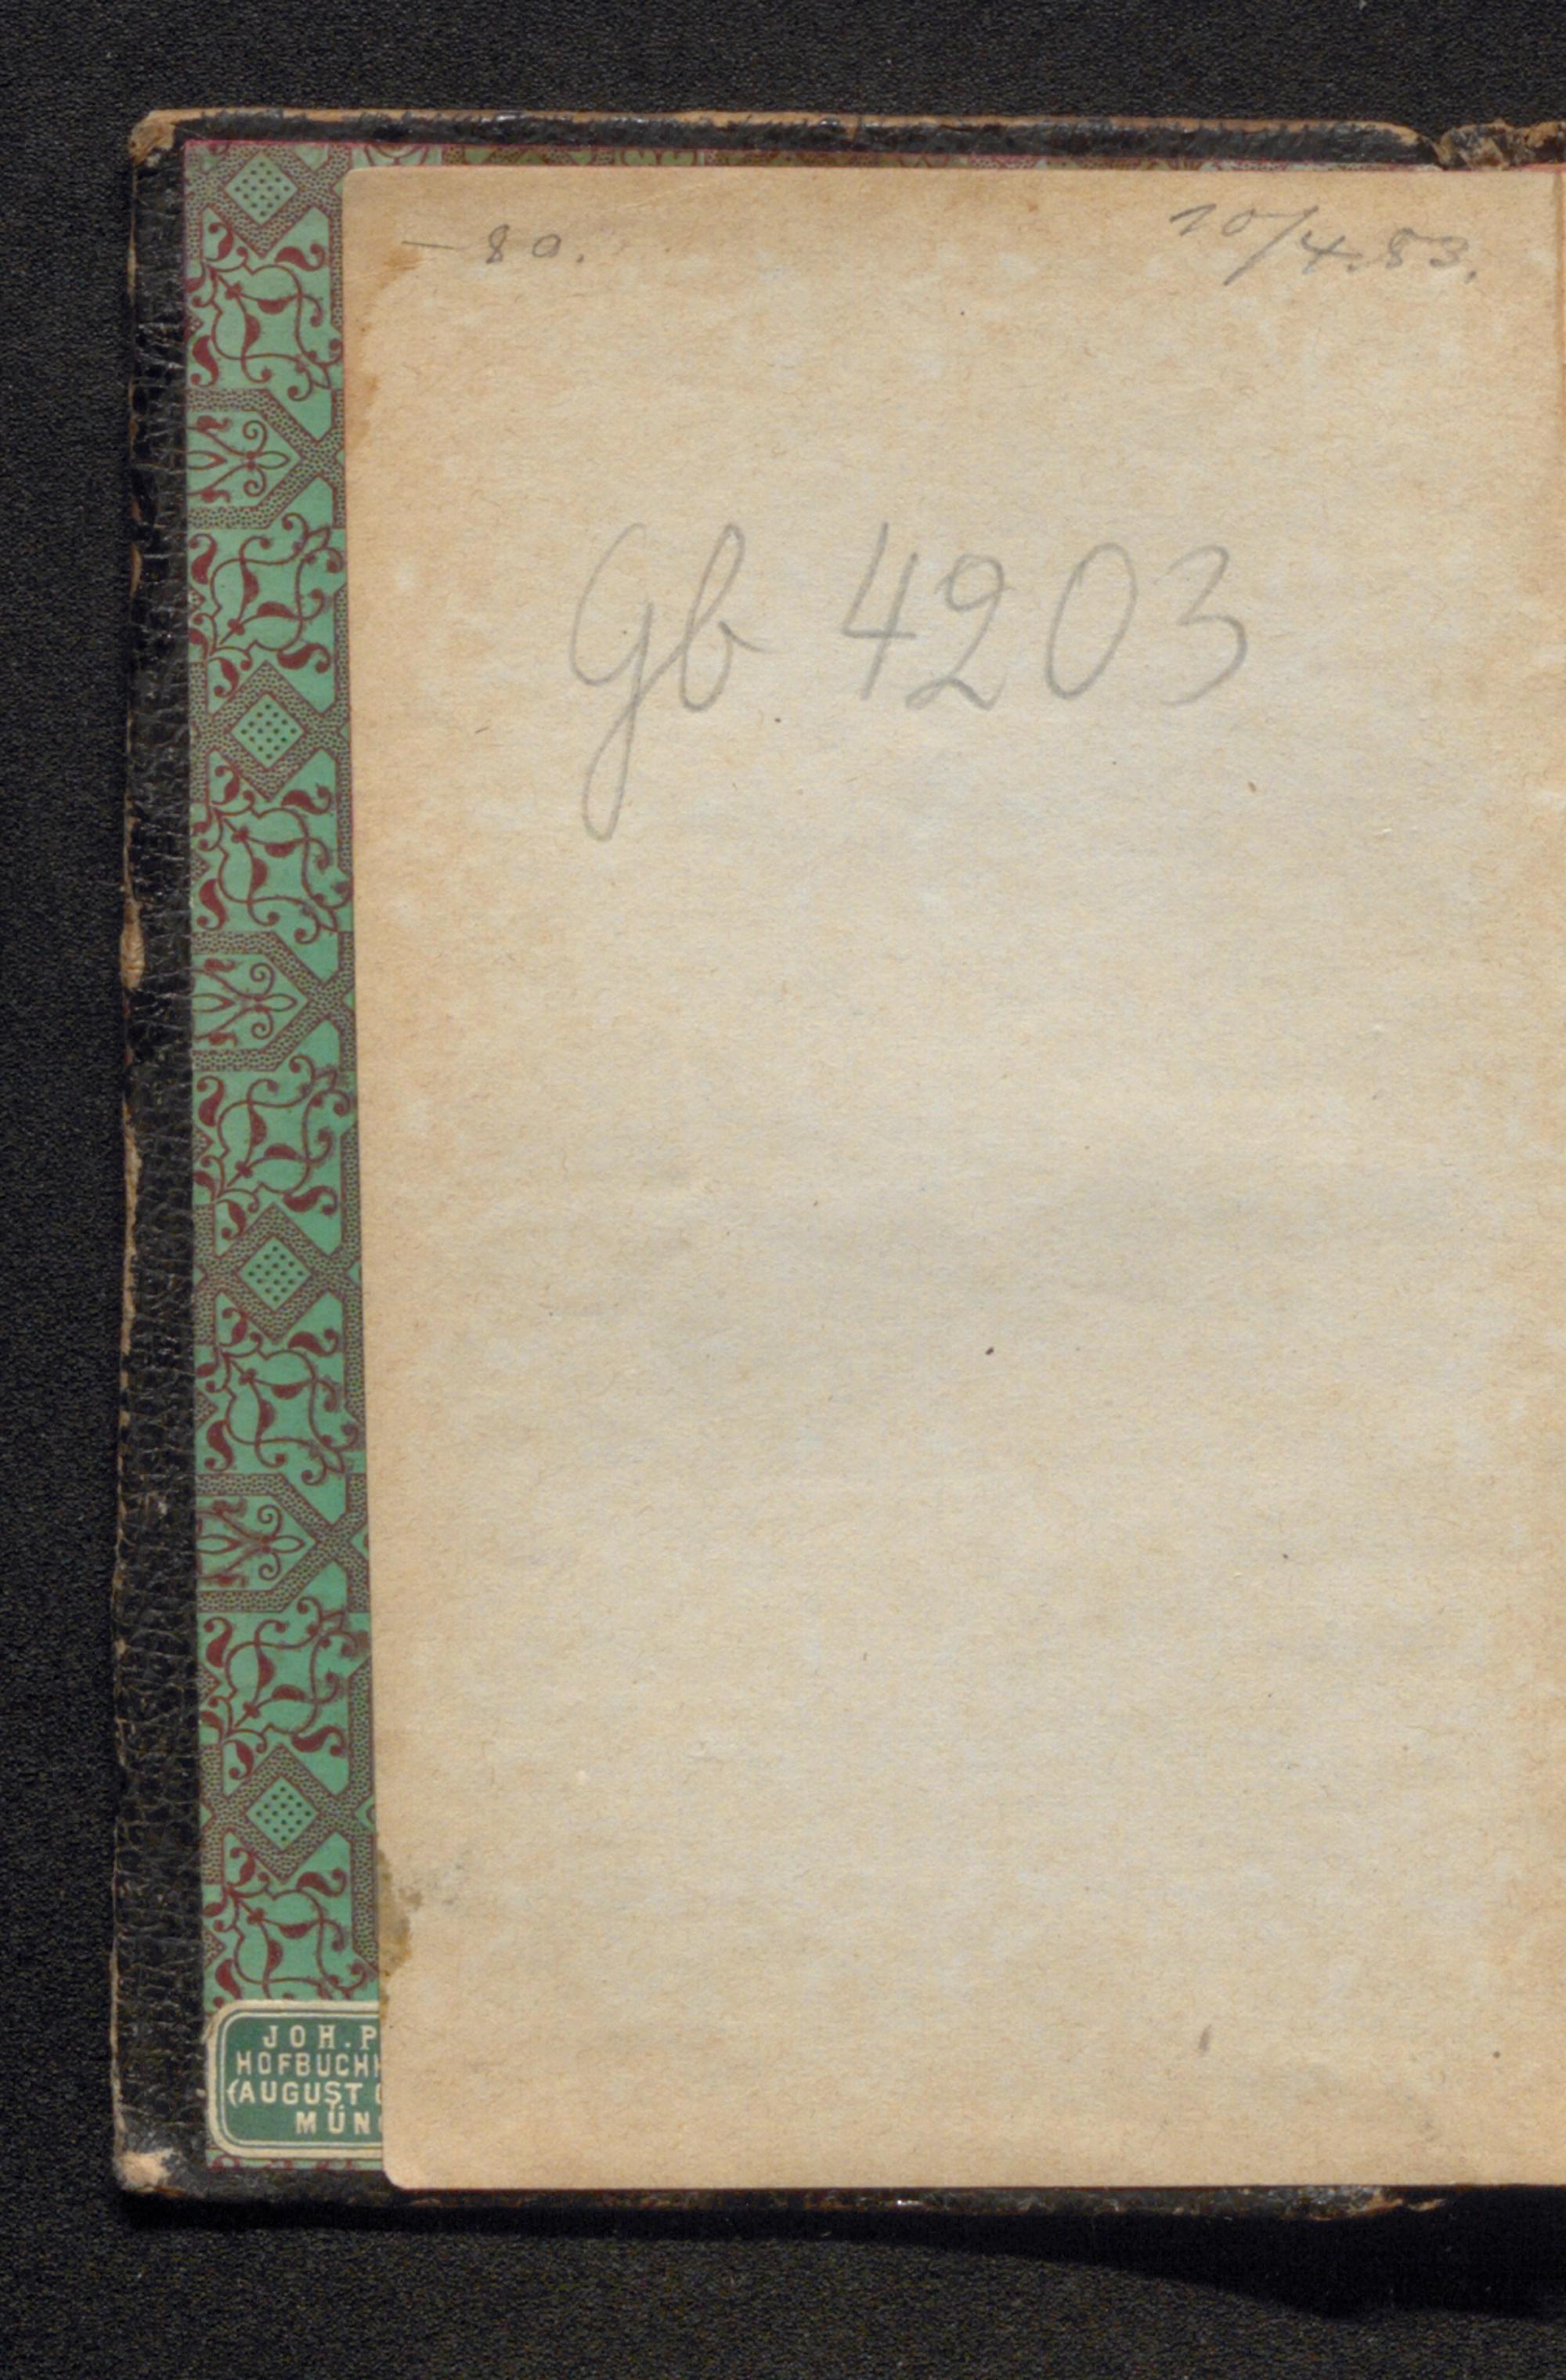 – 80.
10/4.83.
Gb 4203
JOH. P
HOFBUCHH
(AUGUST
MÜN